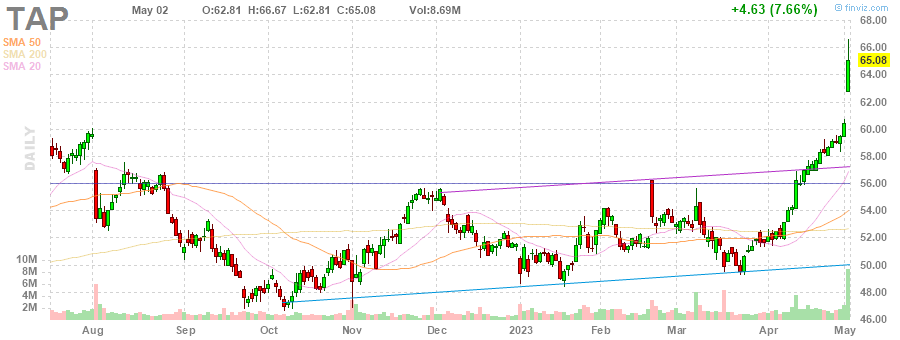 TAP May 02 O:62.81 H:66.67 L:62.81 C:65.08 Vol:8.69M +4.63 (7.66%) finviz.com
SMA 50
SMA 200
SMA 20
DAILY
68.00
66.00
65.08
64.00
62.00
60.00
58.00
56.00
54.00
52.00
50.00
48.00
46.00
10M
8M
6M
4M
2M
Aug Sep Oct Nov Dec 2023 Feb Mar Apr May